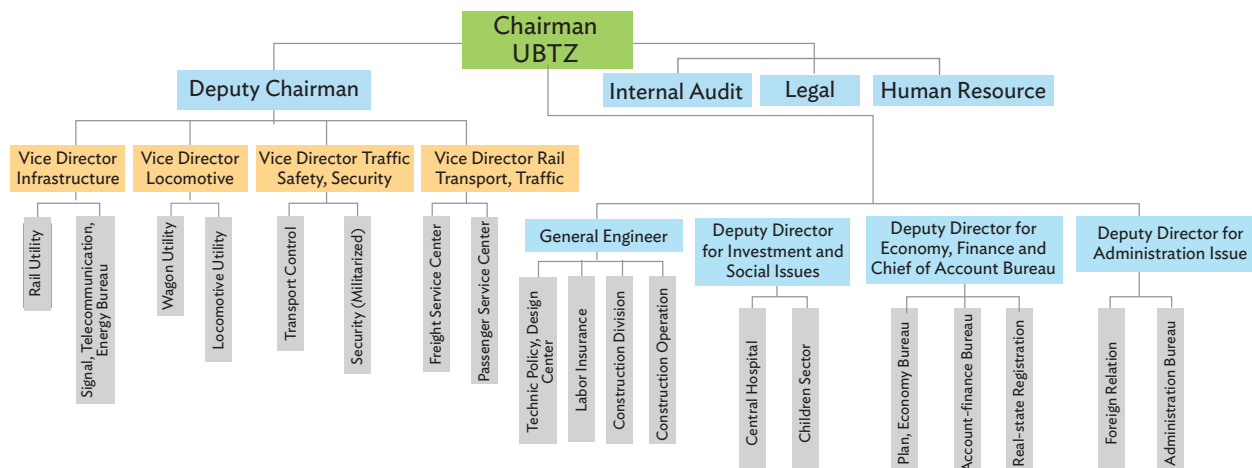 Chairman
UBTZ
Deputy Chairman
Internal Audit
Legal
Human Resource
Vice Director
Infrastructure
Vice Director
Locomotive
Vice Director Traffic
Safety, Security
Vice Director Rail
Transport, Traffic
Rail Utility
Signal, Telecommunication,
Energy Bureau
Wagon Utility
Locomotive Utility
Transport Control
Security (Militarized)
Freight Service Center
Passenger Service Center
General Engineer
Deputy Director
for Investment and
Social Issues
Deputy Director for
Economy, Finance and
Chief of Account Bureau
Deputy Director for
Administration Issue
Technic Policy, Design
Center
Labor Insurance
Construction Division
Construction Operation
Central Hospital
Children Sector
Plan, Economy Bureau
Account-finance Bureau
Real-state Registration
Foreign Relation
Administration Bureau